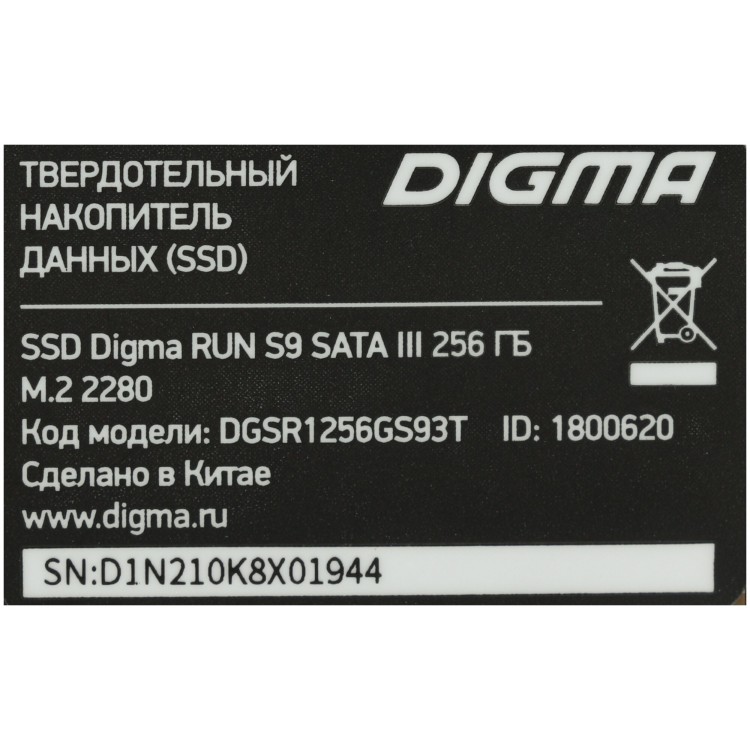 ТВЕРДОТЕЛЬНЫЙ
НАКОПИТЕЛЬ
ДАННЫХ (SSD)
DIGMA
SSD Digma RUN S9 SATA III 256 ГБ
M.2 2280
Код модели: DGSR1256GS93T ID: 1800620
Сделано в Китае
www.digma.ru
SN:D1N210K8X01944